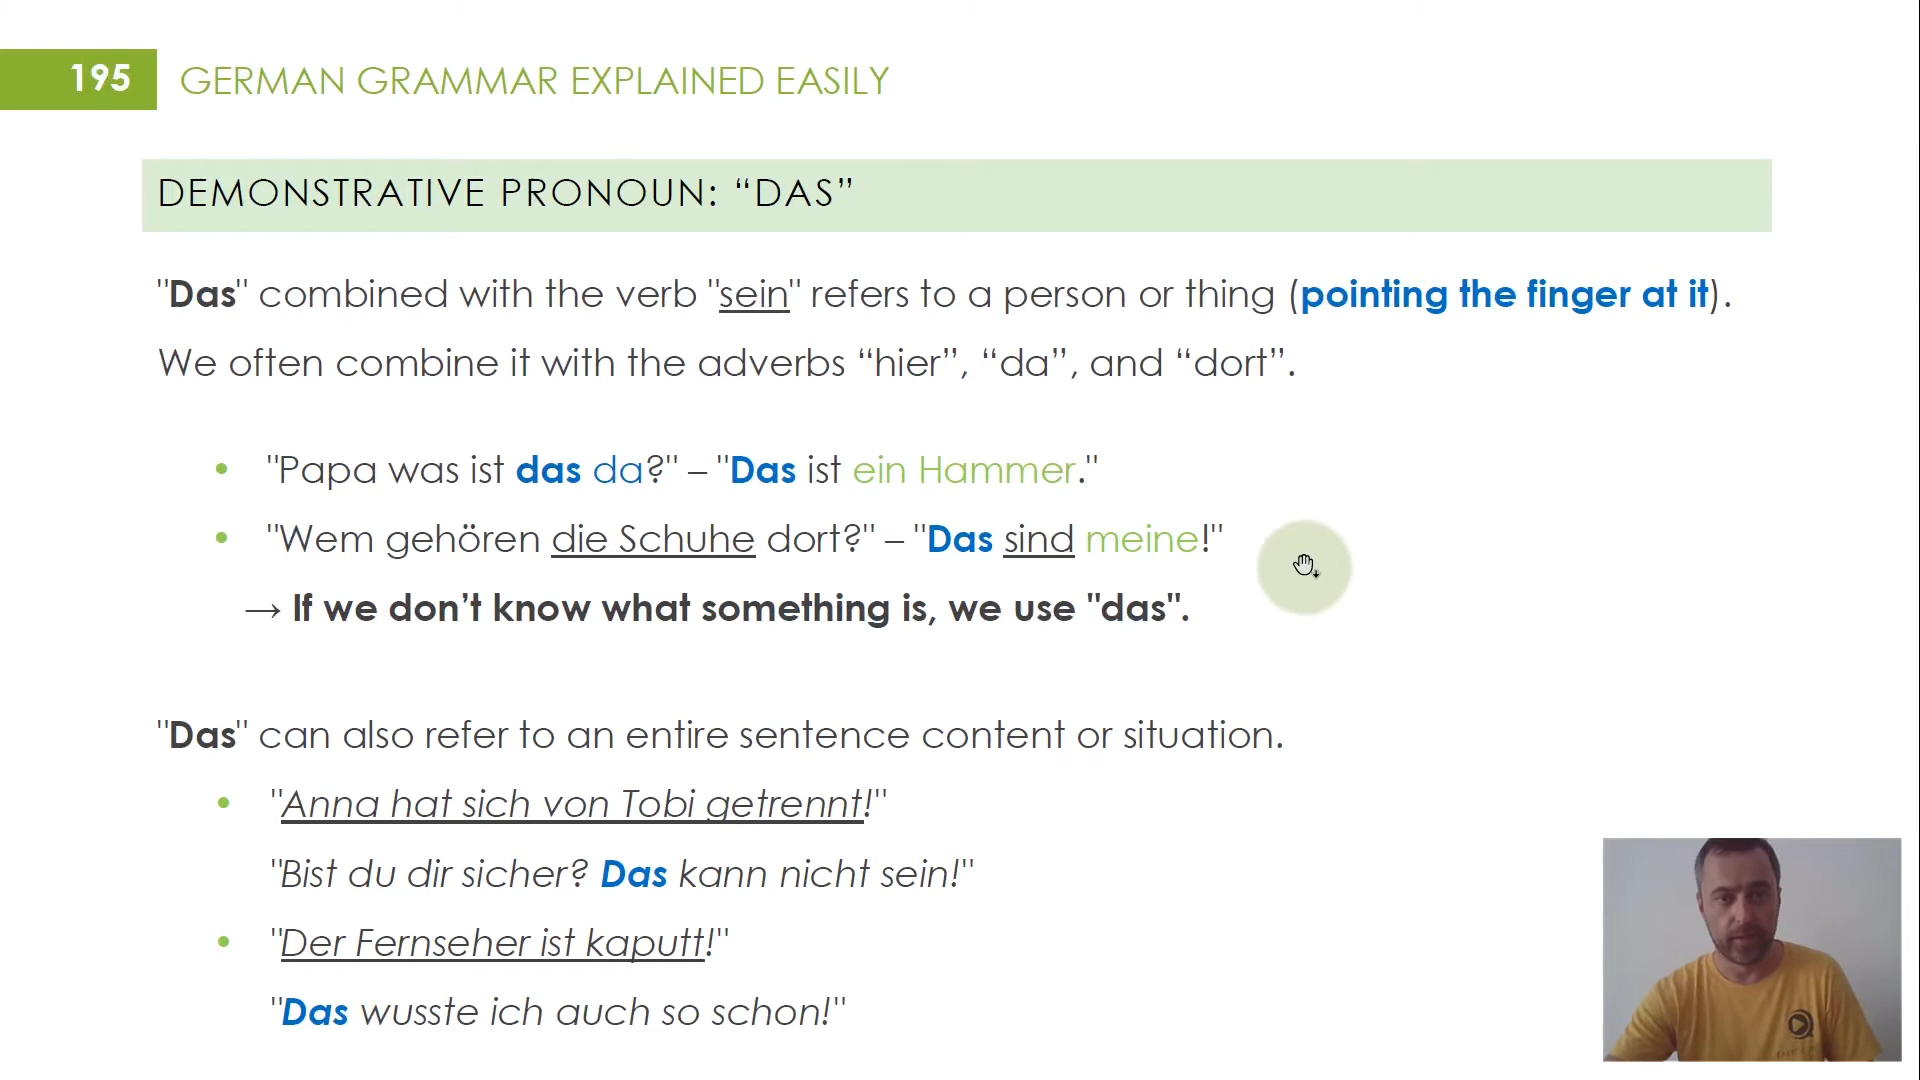 195
GERMAN GRAMMAR EXPLAINED EASILY
DEMONSTRATIVE PRONOUN: “DAS”
"Das" combined with the verb "sein" refers to a person or thing (pointing the finger at it).
We often combine it with the adverbs “hier”, “da”, and “dort”.
• "Papa was ist das da?" – "Das ist ein Hammer."
• "Wem gehören die Schuhe dort?" – "Das sind meine!"
→ If we don’t know what something is, we use "das".
"Das" can also refer to an entire sentence content or situation.
• "Anna hat sich von Tobi getrennt!"
"Bist du dir sicher? Das kann nicht sein!"
• "Der Fernseher ist kaputt!"
"Das wusste ich auch so schon!"